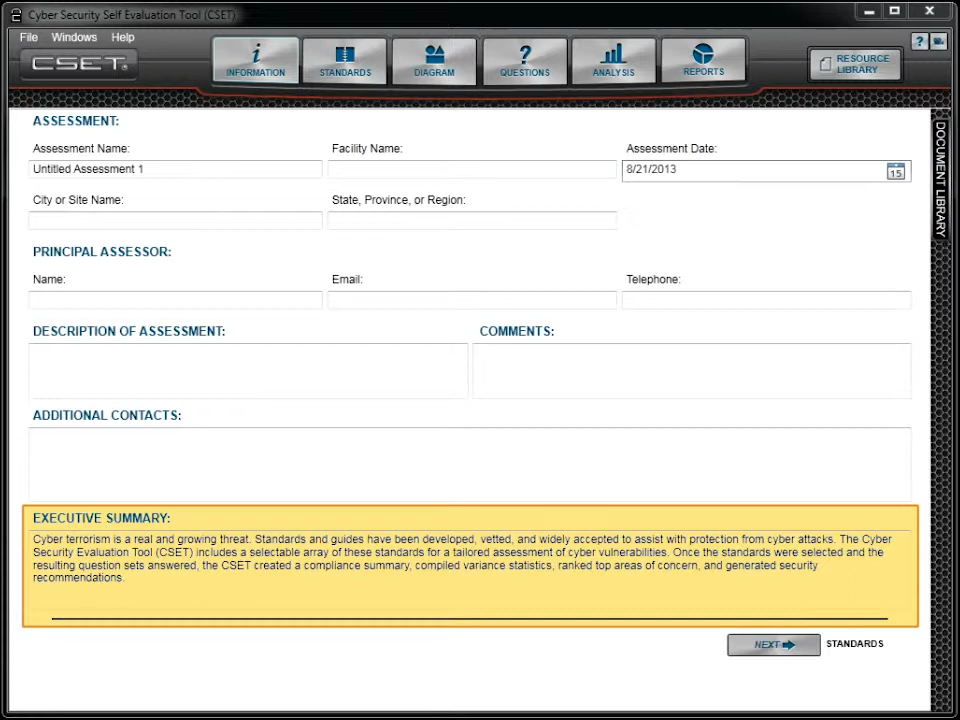 Cyber Security Self Evaluation Tool (CSET)
File Windows Help
CSET
INFORMATION
STANDARDS
DIAGRAM
QUESTIONS
ANALYSIS
REPORTS
RESOURCE
LIBRARY
DOCUMENT LIBRARY
ASSESSMENT:
Assessment Name: Facility Name: Assessment Date:
Untitled Assessment 1 8/21/2013 15
City or Site Name: State, Province, or Region:
PRINCIPAL ASSESSOR:
Name: Email: Telephone:
DESCRIPTION OF ASSESSMENT: COMMENTS:
ADDITIONAL CONTACTS:
EXECUTIVE SUMMARY:
Cyber terrorism is a real and growing threat. Standards and guides have been developed, vetted, and widely accepted to assist with protection from cyber attacks. The Cyber
Security Evaluation Tool (CSET) includes a selectable array of these standards for a tailored assessment of cyber vulnerabilities. Once the standards were selected and the
resulting question sets answered, the CSET created a compliance summary, compiled variance statistics, ranked top areas of concern, and generated security
recommendations.
NEXT STANDARDS